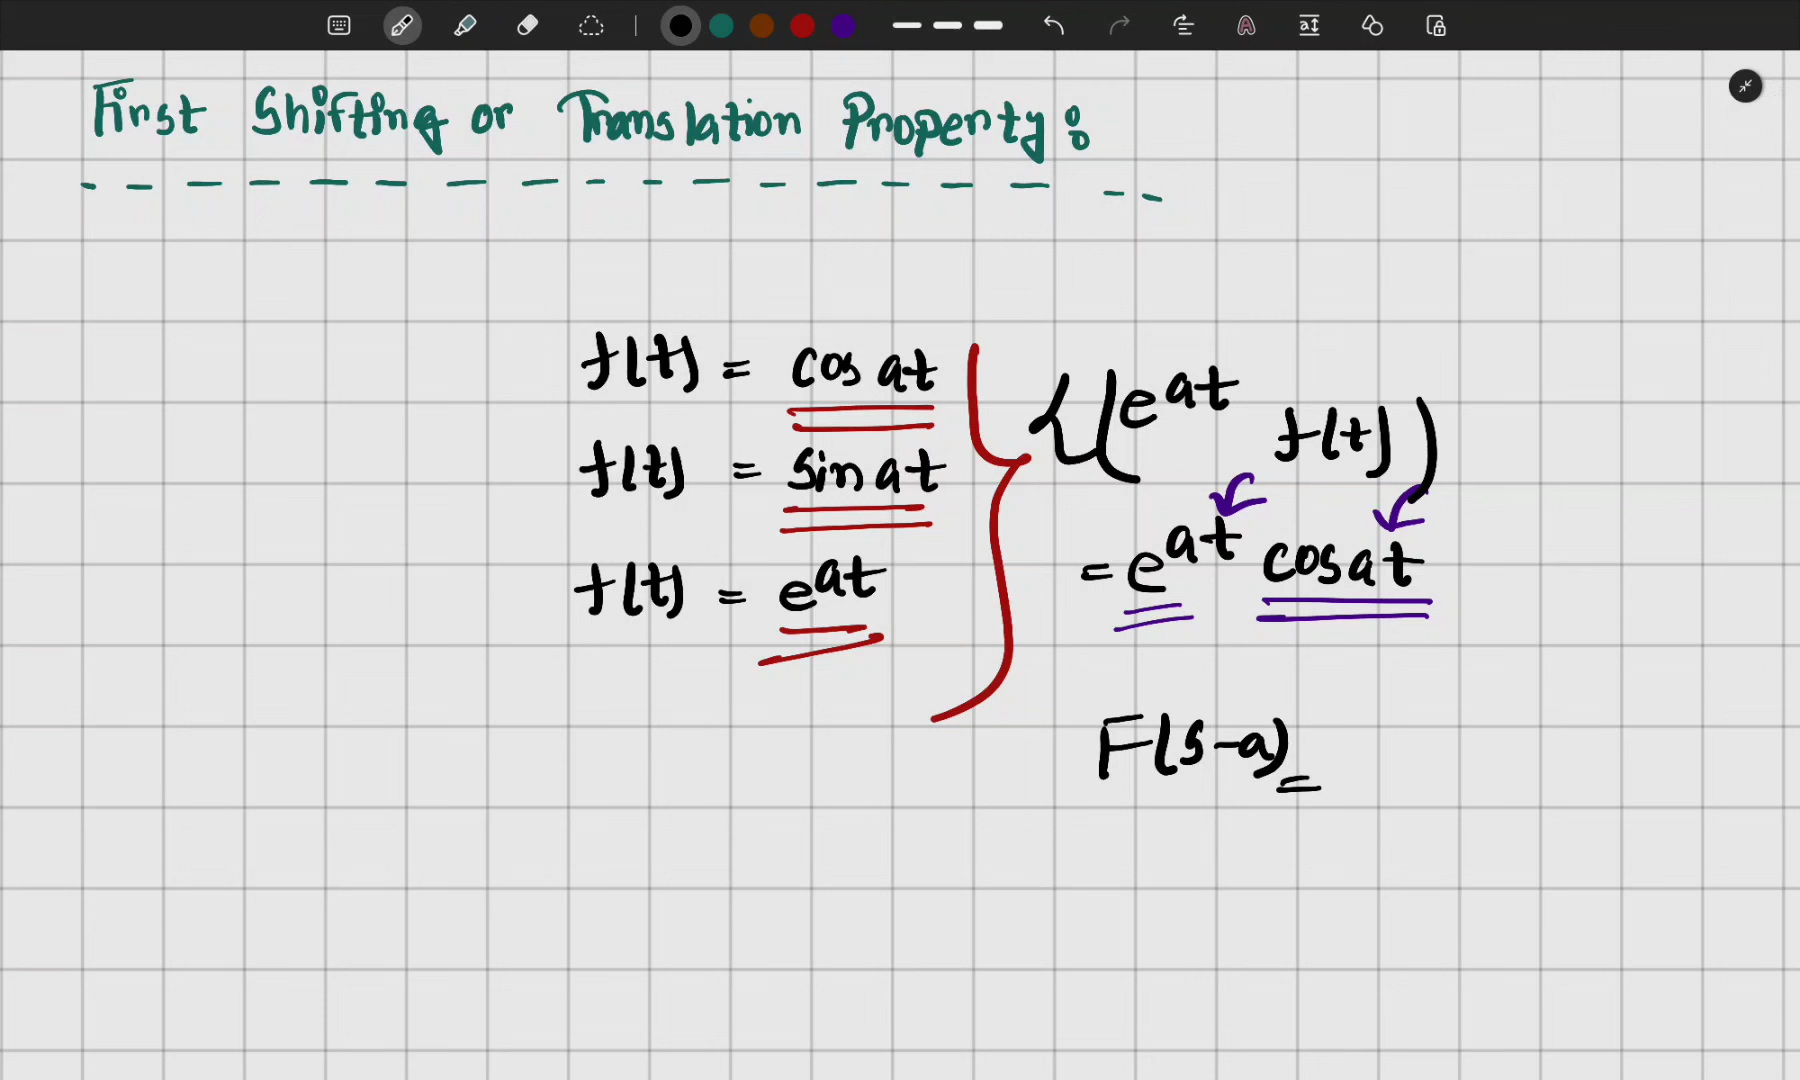 First Shifting or Translation Property:
f(t) = cos at
f(t) = sin at
f(t) = e^at
L(e^at f(t))
= e^at cos at
F(s-a)